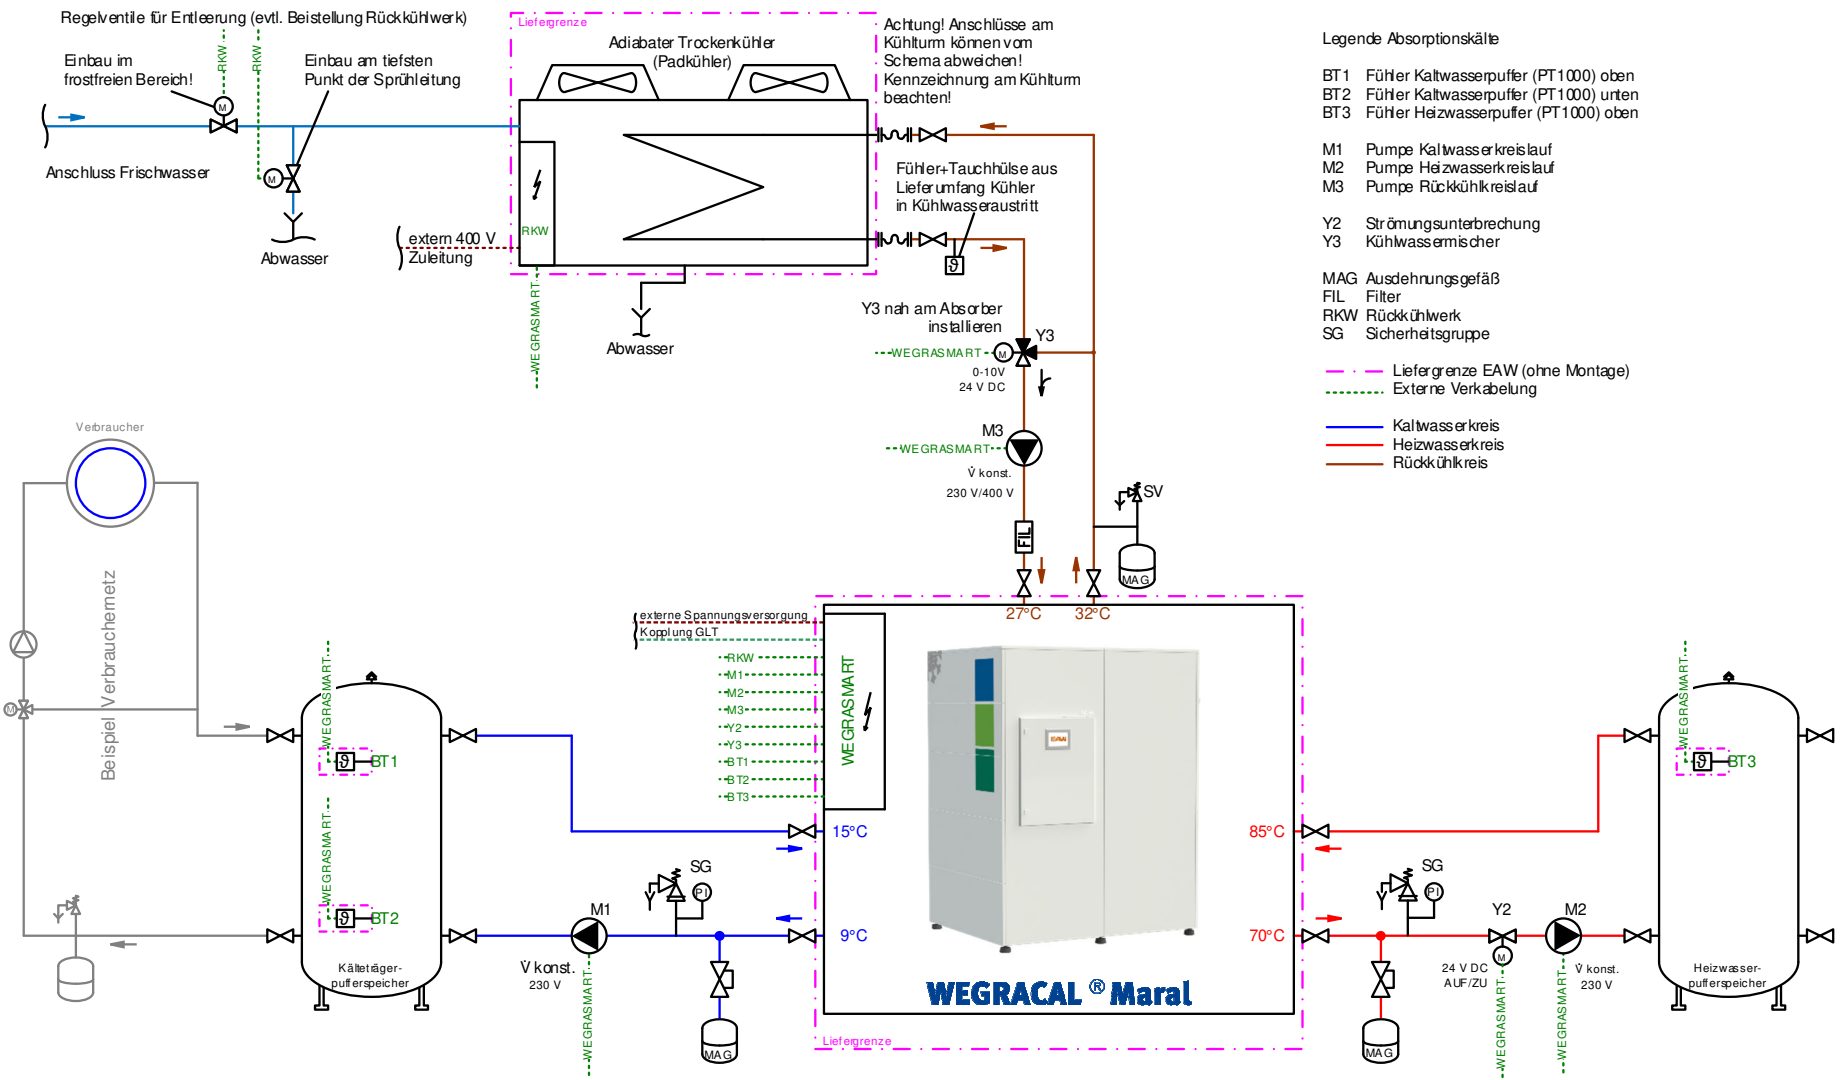 Regelventile für Entleerung (evtl. Beistellung Rückkühlwerk)
Einbau im
frostfreien Bereich!
RKW
RKW
Einbau am tiefsten
Punkt der Sprühleitung
M
M
Anschluss Frischwasser
Abwasser
Liefergrenze
Adiabater Trockenkühler
(Padkühler)
RKW
extern 400 V
Zuleitung
WEGRASMART
Abwasser
Achtung! Anschlüsse am
Kühlturm können vom
Schema abweichen!
Kennzeichnung am Kühlturm
beachten!
Fühler+Tauchhülse aus
Lieferumfang Kühler
in Kühlwasseraustritt
ϑ
Y3 nah am Absorber
installieren
Y3
WEGRASMART
M
0-10V
24 V DC
M3
WEGRASMART
V̇ konst.
230 V/400 V
FIL
SV
MAG
27°C
32°C
Legende Absorptionskälte
BT1 Fühler Kaltwasserpuffer (PT1000) oben
BT2 Fühler Kaltwasserpuffer (PT1000) unten
BT3 Fühler Heizwasserpuffer (PT1000) oben
M1 Pumpe Kaltwasserkreislauf
M2 Pumpe Heizwasserkreislauf
M3 Pumpe Rückkühlkreislauf
Y2 Strömungsunterbrechung
Y3 Kühlwassermischer
MAG Ausdehnungsgefäß
FIL Filter
RKW Rückkühlwerk
SG Sicherheitsgruppe
Liefergrenze EAW (ohne Montage)
Externe Verkabelung
Kaltwasserkreis
Heizwasserkreis
Rückkühlkreis
Verbraucher
Beispiel Verbrauchernetz
M
WEGRASMART
ϑ
BT1
WEGRASMART
ϑ
BT2
Kälteträger-
pufferspeicher
externe Spannungsversorgung
Kopplung GLT
RKW
M1
M2
M3
Y2
Y3
BT1
BT2
BT3
WEGRASMART
15°C
9°C
SG
PI
M1
V̇ konst.
230 V
WEGRASMART
MAG
EAW
WEGRACAL ® Maral
Liefergrenze
85°C
70°C
SG
PI
MAG
Y2
M
24 V DC
AUF/ZU
WEGRASMART
M2
V̇ konst.
230 V
WEGRASMART
WEGRASMART
ϑ
BT3
Heizwasser-
pufferspeicher